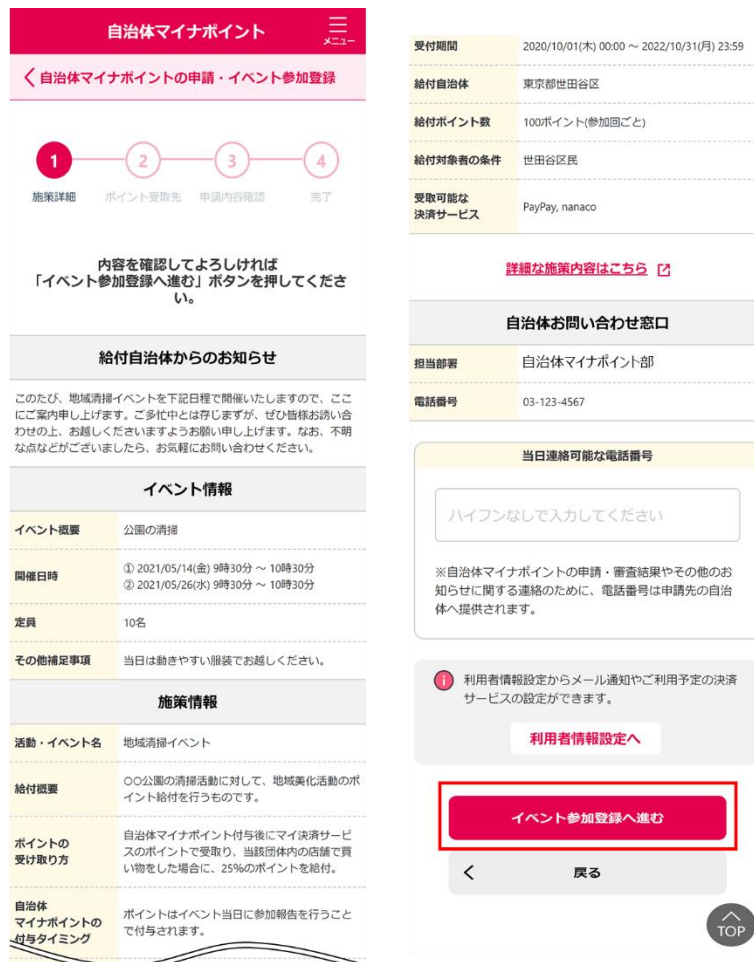 自治体マイナポイント
メニュー
自治体マイナポイントの申請・イベント参加登録
1
2
3
4
施策詳細
ポイント受取先
申請内容確認
完了
内容を確認してよろしければ
「イベント参加登録へ進む」ボタンを押してくださ
い。
給付自治体からのお知らせ
このたび、地域清掃イベントを下記日程で開催いたしますので、ここ
にご案内申し上げます。ご多忙中とは存じますが、ぜひ皆様お誘い合
わせの上、お越しくださいますようお願い申し上げます。なお、不明
な点などがございましたら、お気軽にお問い合わせください。
イベント情報
イベント概要 公園の清掃
開催日時 ① 2021/05/14(金) 9時30分 ～ 10時30分
② 2021/05/26(水) 9時30分 ～ 10時30分
定員 10名
その他補足事項 当日は動きやすい服装でお越しください。
施策情報
活動・イベント名 地域清掃イベント
給付概要 〇〇公園の清掃活動に対して、地域美化活動のポ
イント給付を行うものです。
ポイントの
受け取り方
自治体マイナポイント付与後にマイ決済サービ
スのポイントで受取り、当該団体内の店舗で買
い物をした場合に、25%のポイントを給付。
自治体
マイナポイントの
付与タイミング
ポイントはイベント当日に参加報告を行うこと
で付与されます。
受付期間 2020/10/01(木) 00:00 ～ 2022/10/31(月) 23:59
給付自治体 東京都世田谷区
給付ポイント数 100ポイント(参加回ごと)
給付対象者の条件 世田谷区民
受取可能な
決済サービス
PayPay, nanaco
詳細な施策内容はこちら
自治体お問い合わせ窓口
担当部署 自治体マイナポイント部
電話番号 03-123-4567
当日連絡可能な電話番号
ハイフンなしで入力してください
※自治体マイナポイントの申請・審査結果やその他のお
知らせに関する連絡のために、電話番号は申請先の自治
体へ提供されます。
利用者情報設定からメール通知やご利用予定の決済
サービスの設定ができます。
利用者情報設定へ
イベント参加登録へ進む
戻る
TOP